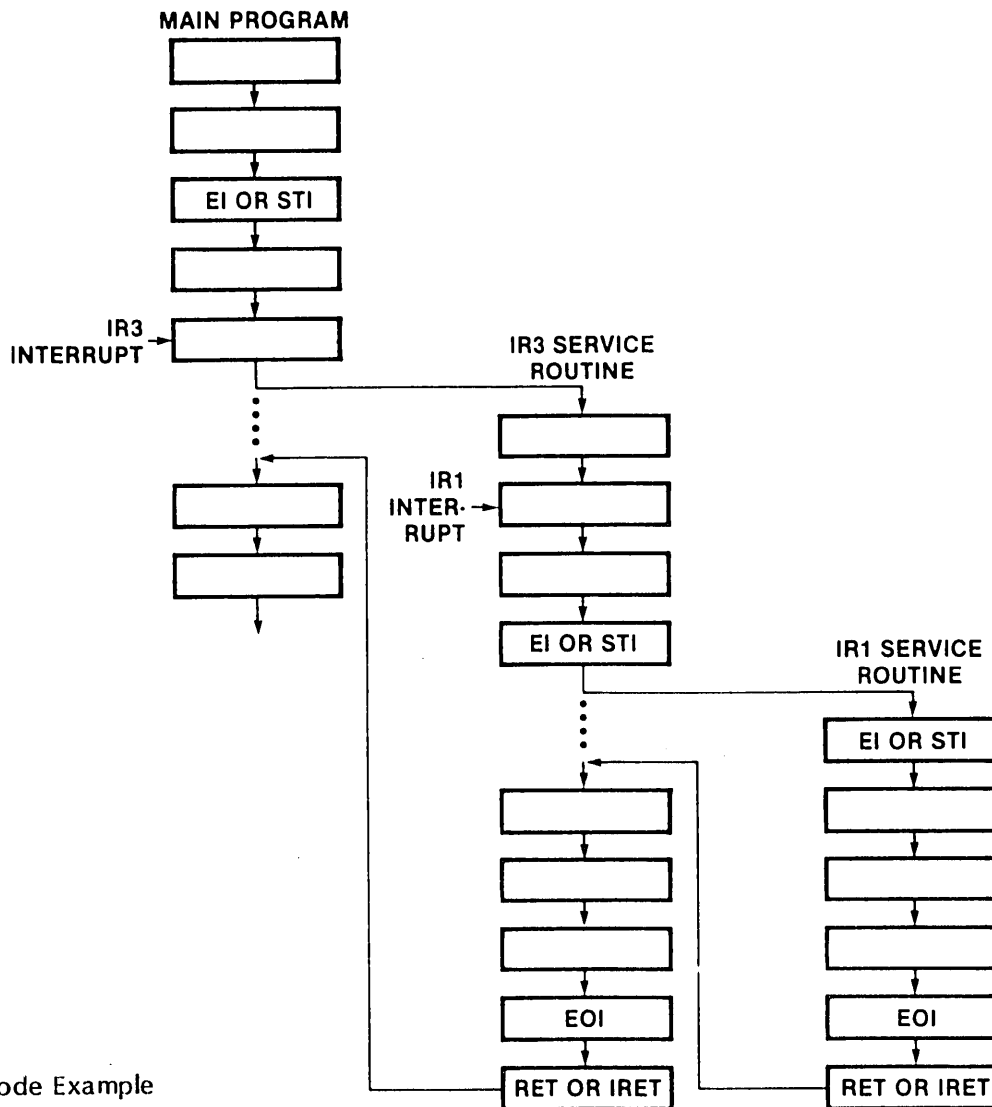 MAIN PROGRAM
EI OR STI
IR3
INTERRUPT
IR3 SERVICE
ROUTINE
IR1
INTER-
RUPT
EI OR STI
IR1 SERVICE
ROUTINE
EI OR STI
EOI
EOI
RET OR IRET
RET OR IRET
Example